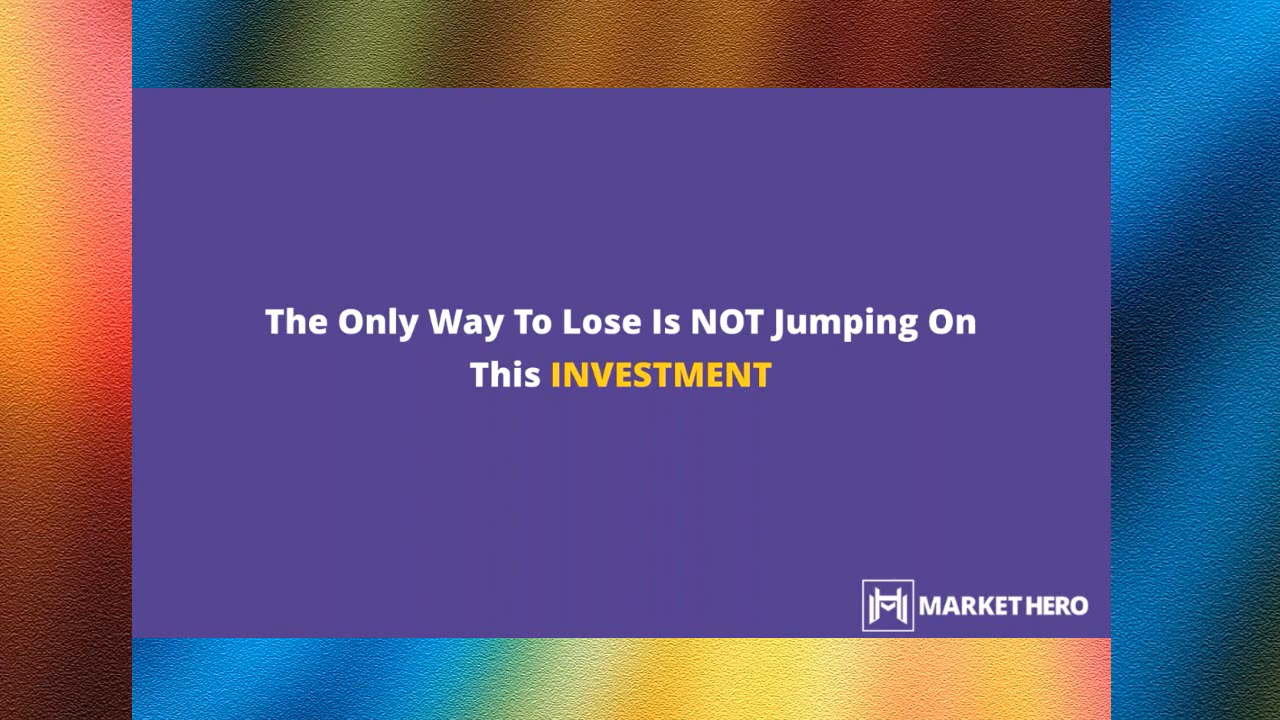 The Only Way To Lose Is NOT Jumping On
This INVESTMENT
MARKET HERO